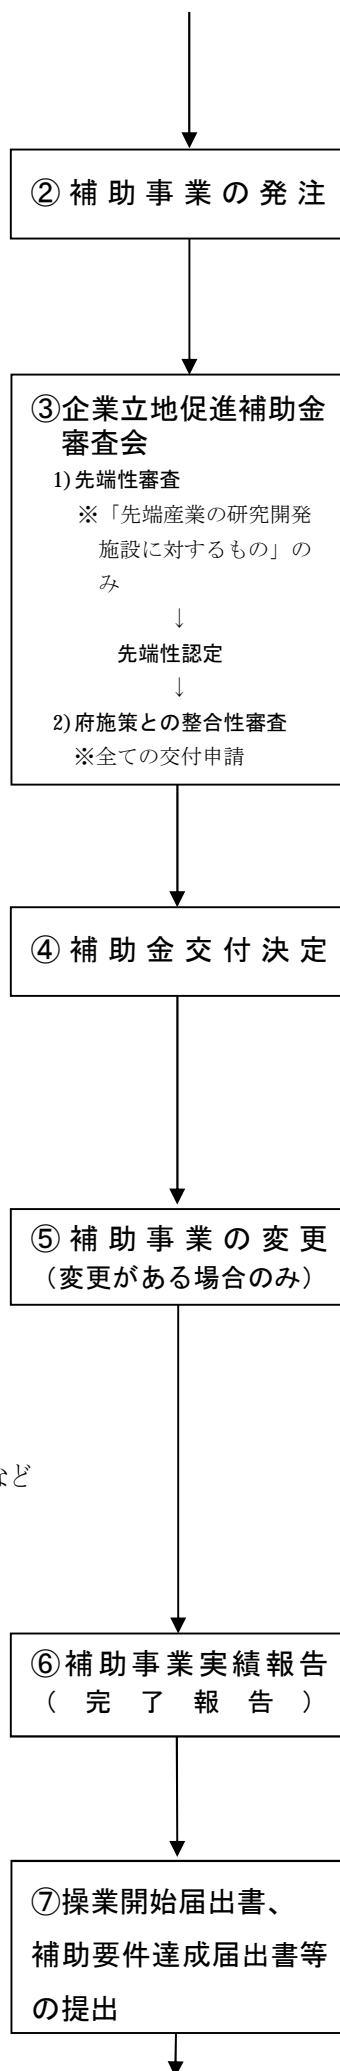 ②補助事業の発注
③企業立地促進補助金
審査会
1)先端性審査
※「先端産業の研究開発
施設に対するもの」の
み
↓
先端性認定
↓
2)府施策との整合性審査
※全ての交付申請
④補助金交付決定
⑤補助事業の変更
（変更がある場合のみ）
など
⑥補助事業実績報告
（完了報告）
⑦操業開始届出書、
補助要件達成届出書等
の提出